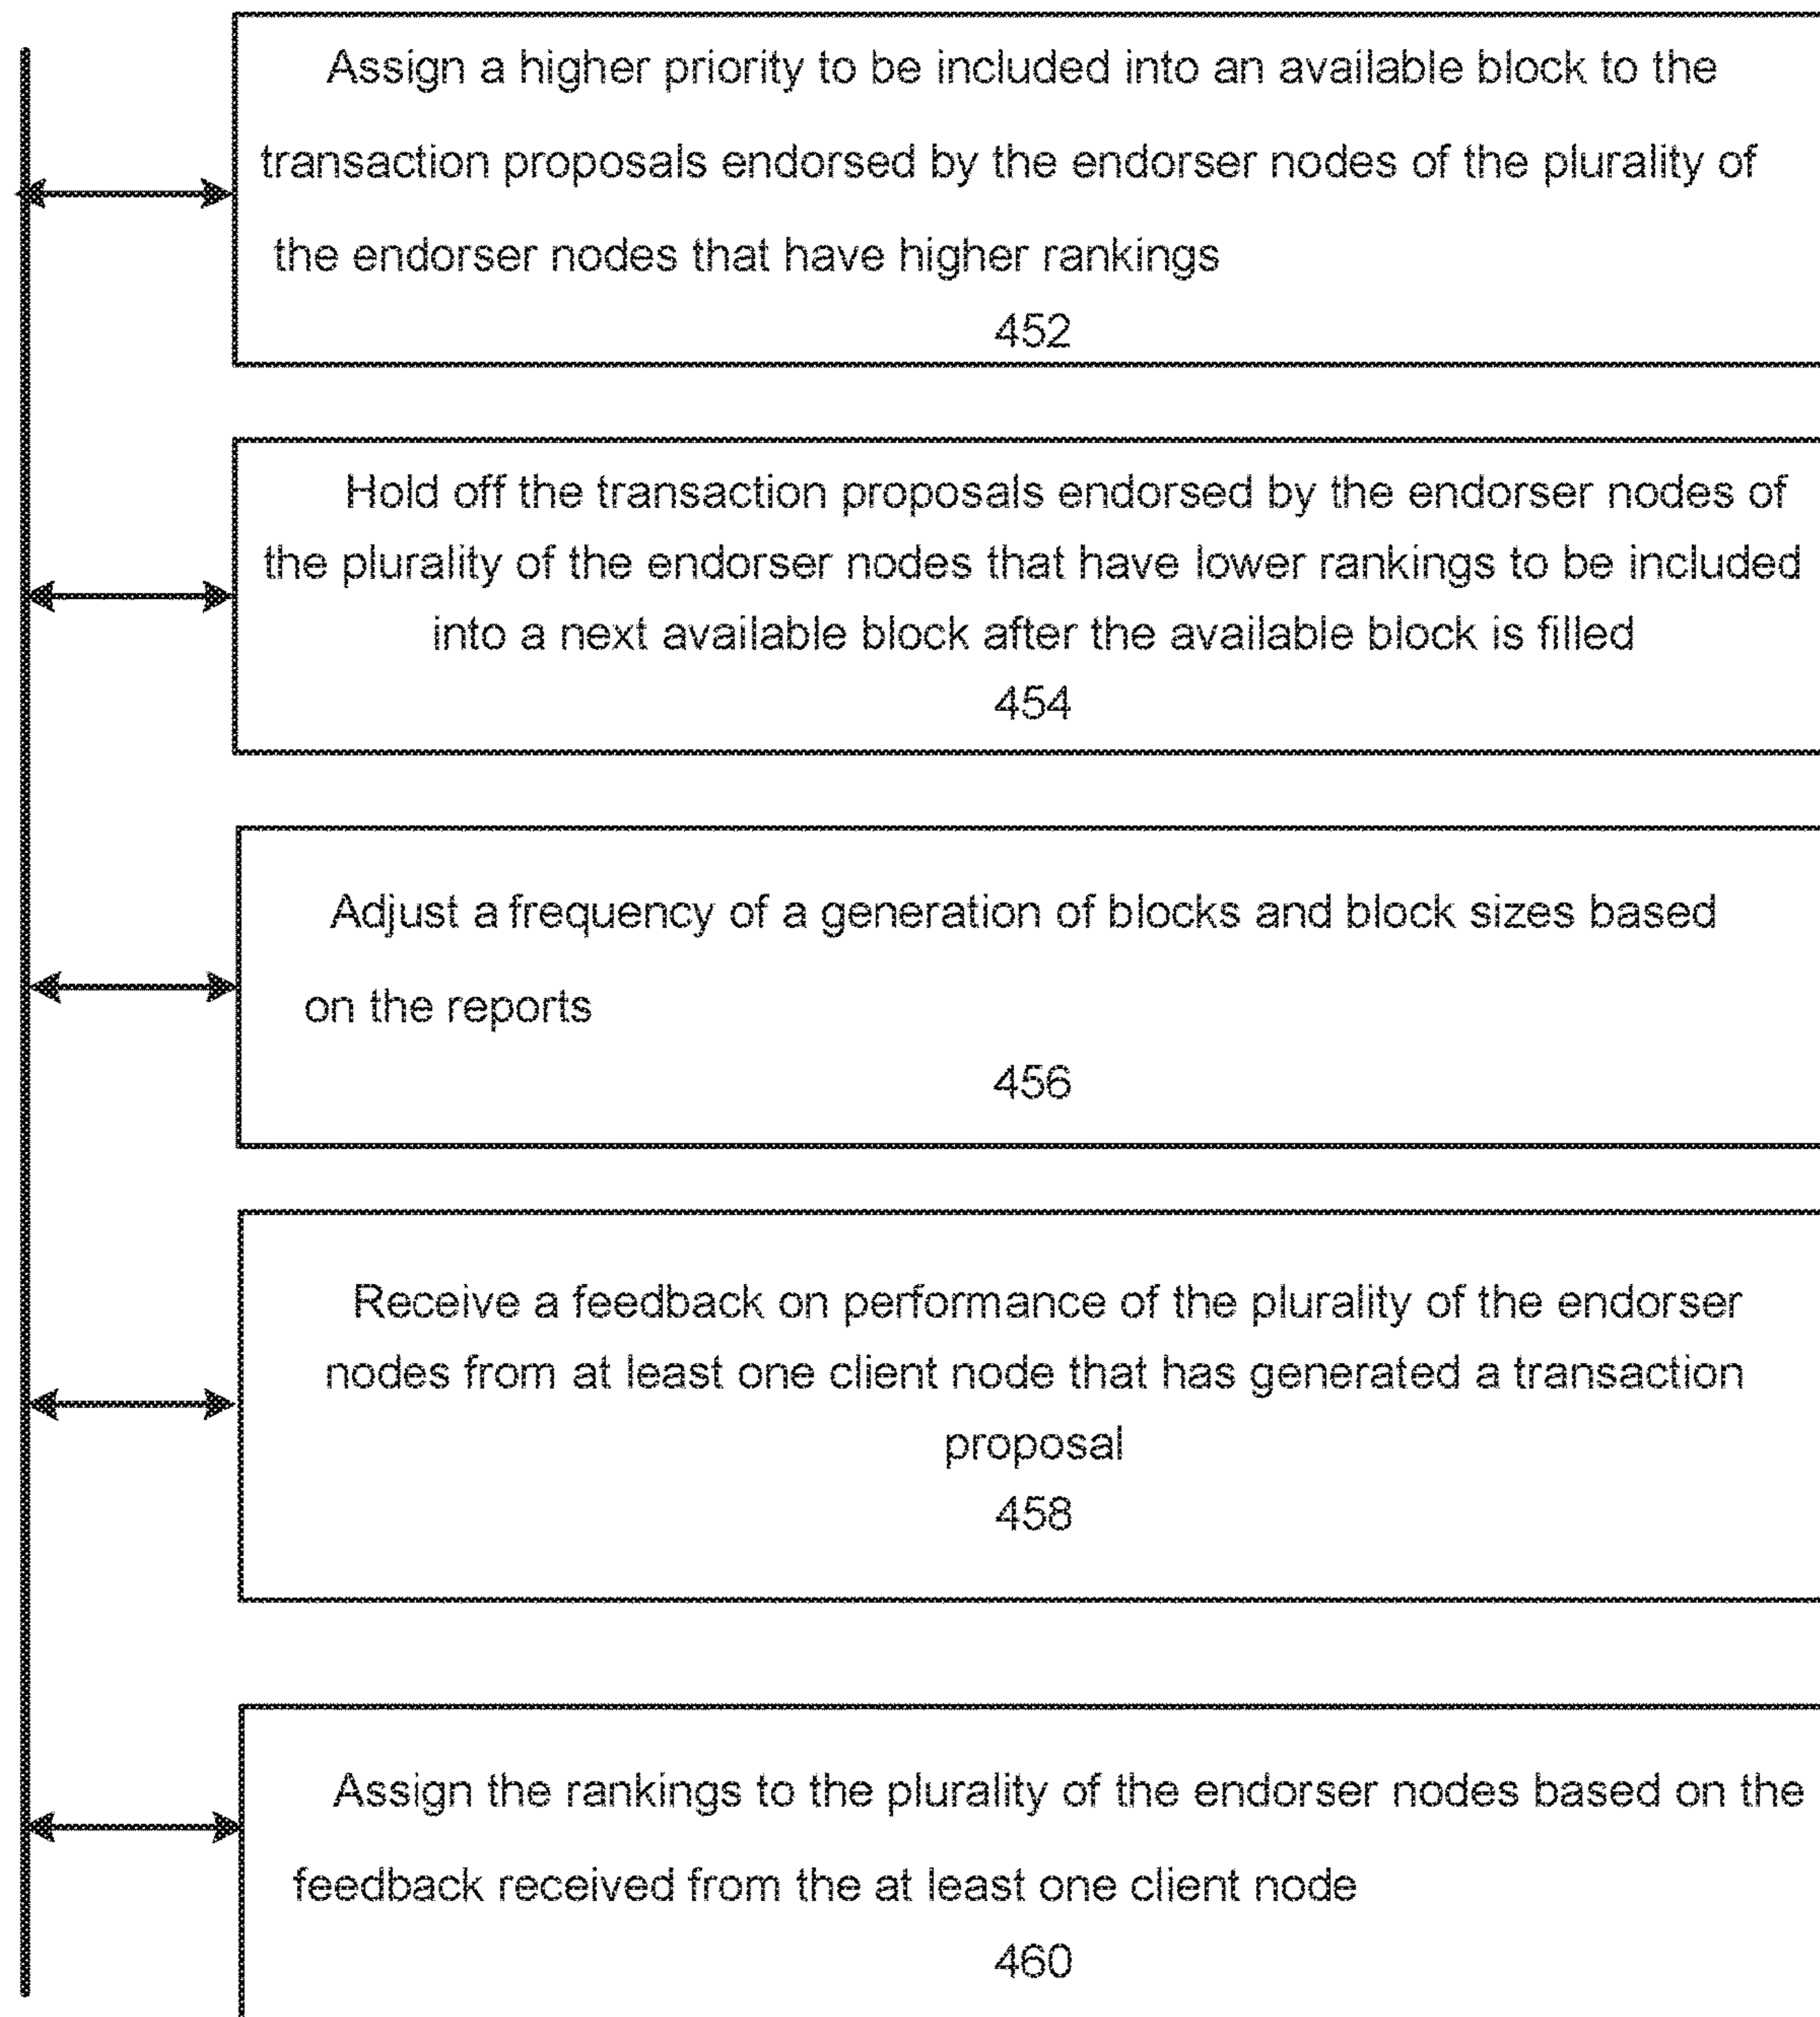 Assign a higher priority to be included into an available block to the
transaction proposals endorsed by the endorser nodes of the plurality of
the endorser nodes that have higher rankings
452
Hold off the transaction proposals endorsed by the endorser nodes of
the plurality of the endorser nodes that have lower rankings to be included
into a next available block after the available block is filled
454
Adjust a frequency of a generation of blocks and block sizes based
on the reports
456
Receive a feedback on performance of the plurality of the endorser
nodes from at least one client node that has generated a transaction
proposal
458
Assign the rankings to the plurality of the endorser nodes based on the
feedback received from the at least one client node
460